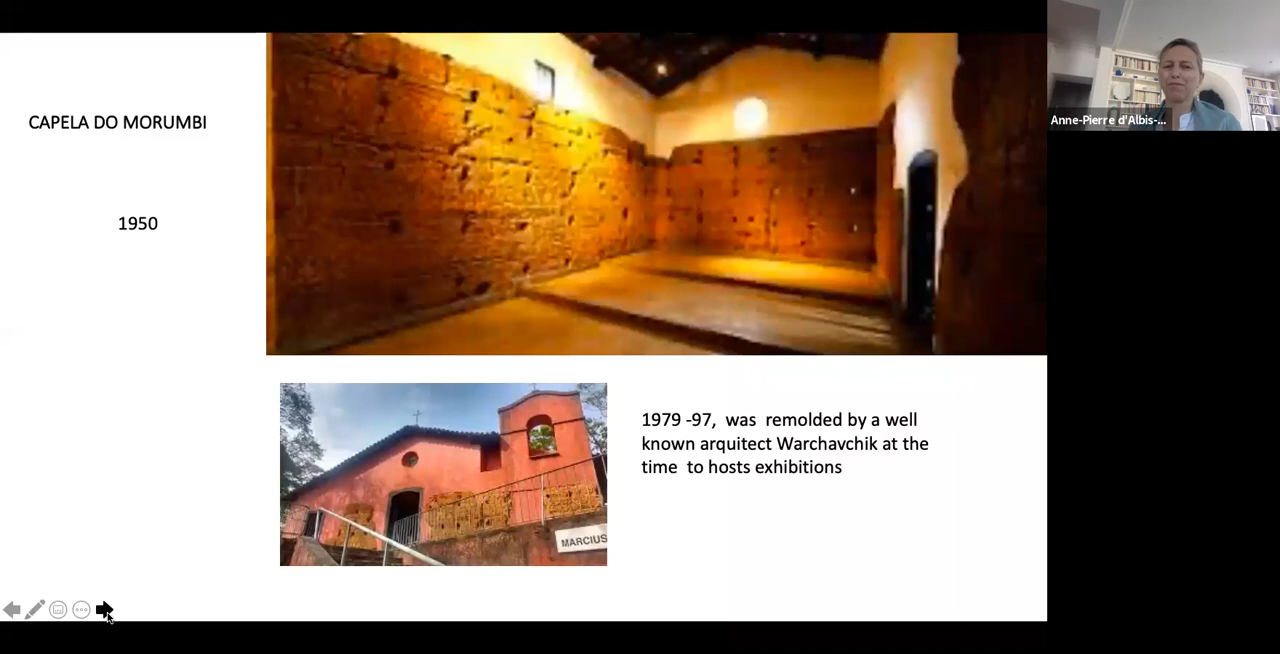 CAPELA DO MORUMBI
1950
1979 -97,  was  remolded by a well
known arquitect Warchavchik at the
time  to hosts exhibitions
MARCIUS
Anne-Pierre d'Albis-...